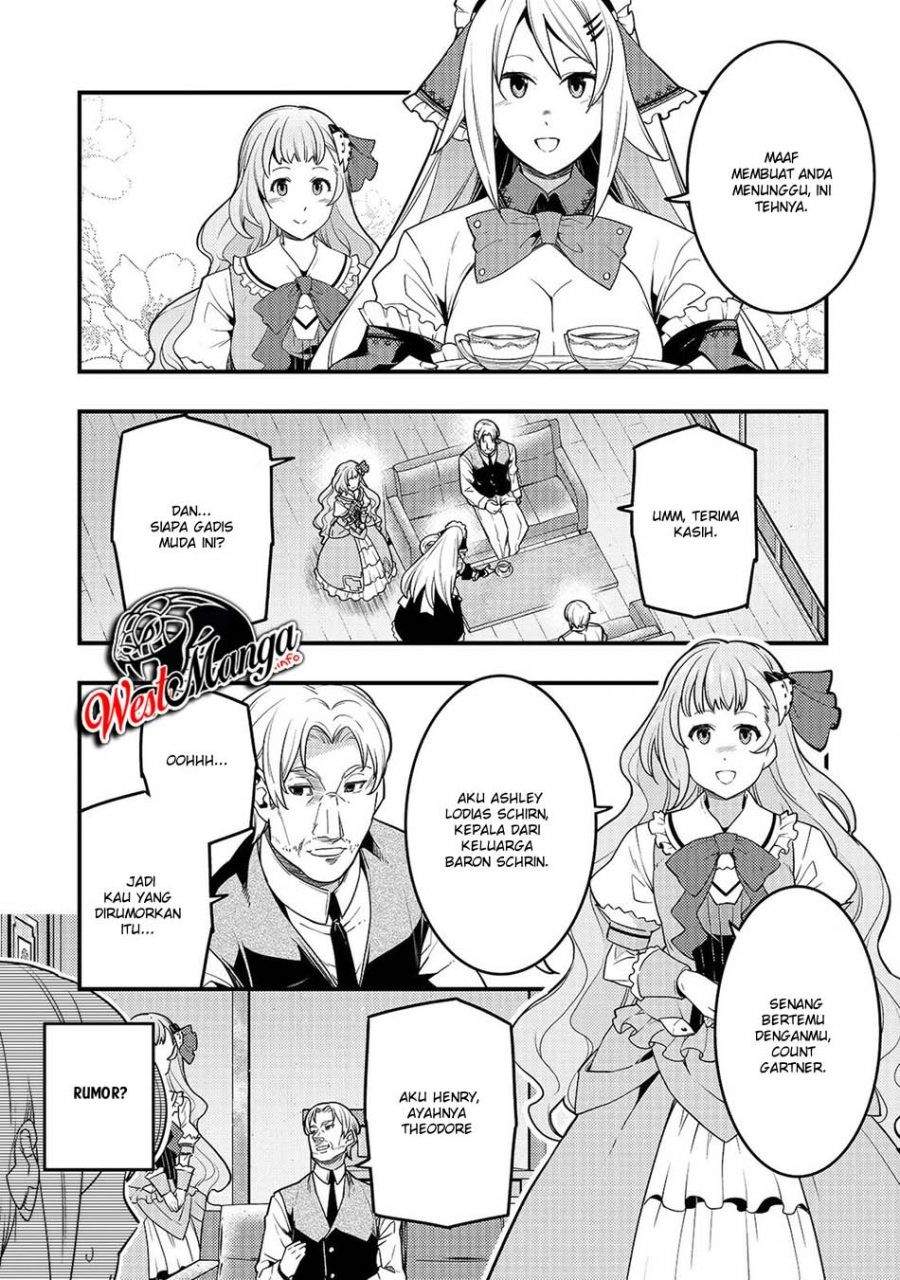 MAAF
MEMBUAT ANDA
MENUNGGU, INI
TEHNYA.
UMM, TERIMA
KASIH.
DAN...
SIAPA GADIS
MUDA INI?
WestManga
.info
AKU ASHLEY
LODIAS SCHIRN,
KEPALA DARI
KELUARGA
BARON SCHRIN.
OOHHH...
JADI
KAU YANG
DIRUMORKAN
ITU...
SENANG
BERTEMU
DENGANMU,
COUNT
GARTNER.
AKU HENRY,
AYAHNYA
THEODORE
RUMOR?